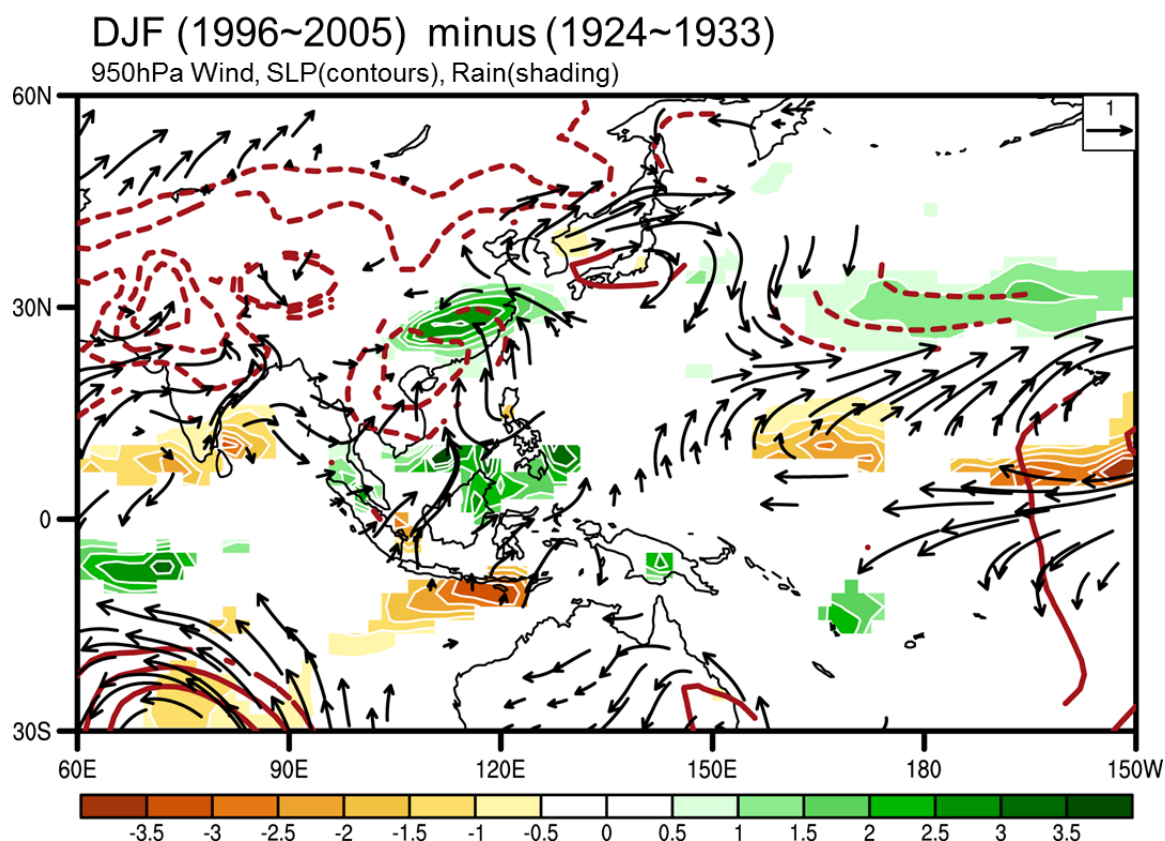 DJF (1996~2005) minus (1924~1933)
950hPa Wind, SLP(contours), Rain(shading)
60N
1
30N
0
30S
60E 90E 120E 150E 180 150W
-3.5 -3 -2.5 -2 -1.5 -1 -0.5 0 0.5 1 1.5 2 2.5 3 3.5